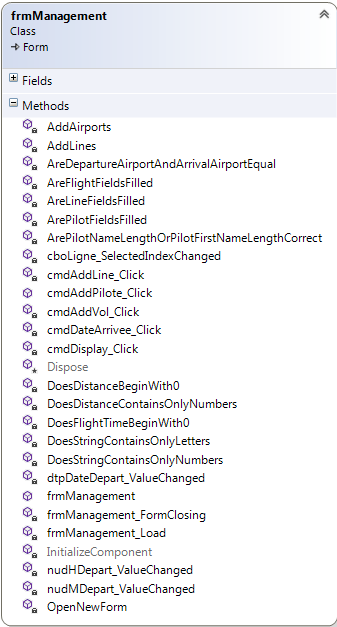 frmManagement
Class
Form
Fields
Methods
AddAirports
AddLines
AreDepartureAirportAndArrivalAirportEqual
AreFlightFieldsFilled
AreLineFieldsFilled
ArePilotFieldsFilled
ArePilotNameLengthOrPilotFirstNameLengthCorrect
cboLigne_SelectedIndexChanged
cmdAddLine_Click
cmdAddPilote_Click
cmdAddVol_Click
cmdDateArrivee_Click
cmdDisplay_Click
Dispose
DoesDistanceBeginWith0
DoesDistanceContainsOnlyNumbers
DoesFlightTimeBeginWith0
DoesStringContainsOnlyLetters
DoesStringContainsOnlyNumbers
dtpDateDepart_ValueChanged
frmManagement
frmManagement_FormClosing
frmManagement_Load
InitializeComponent
nudHDepart_ValueChanged
nudMDepart_ValueChanged
OpenNewForm